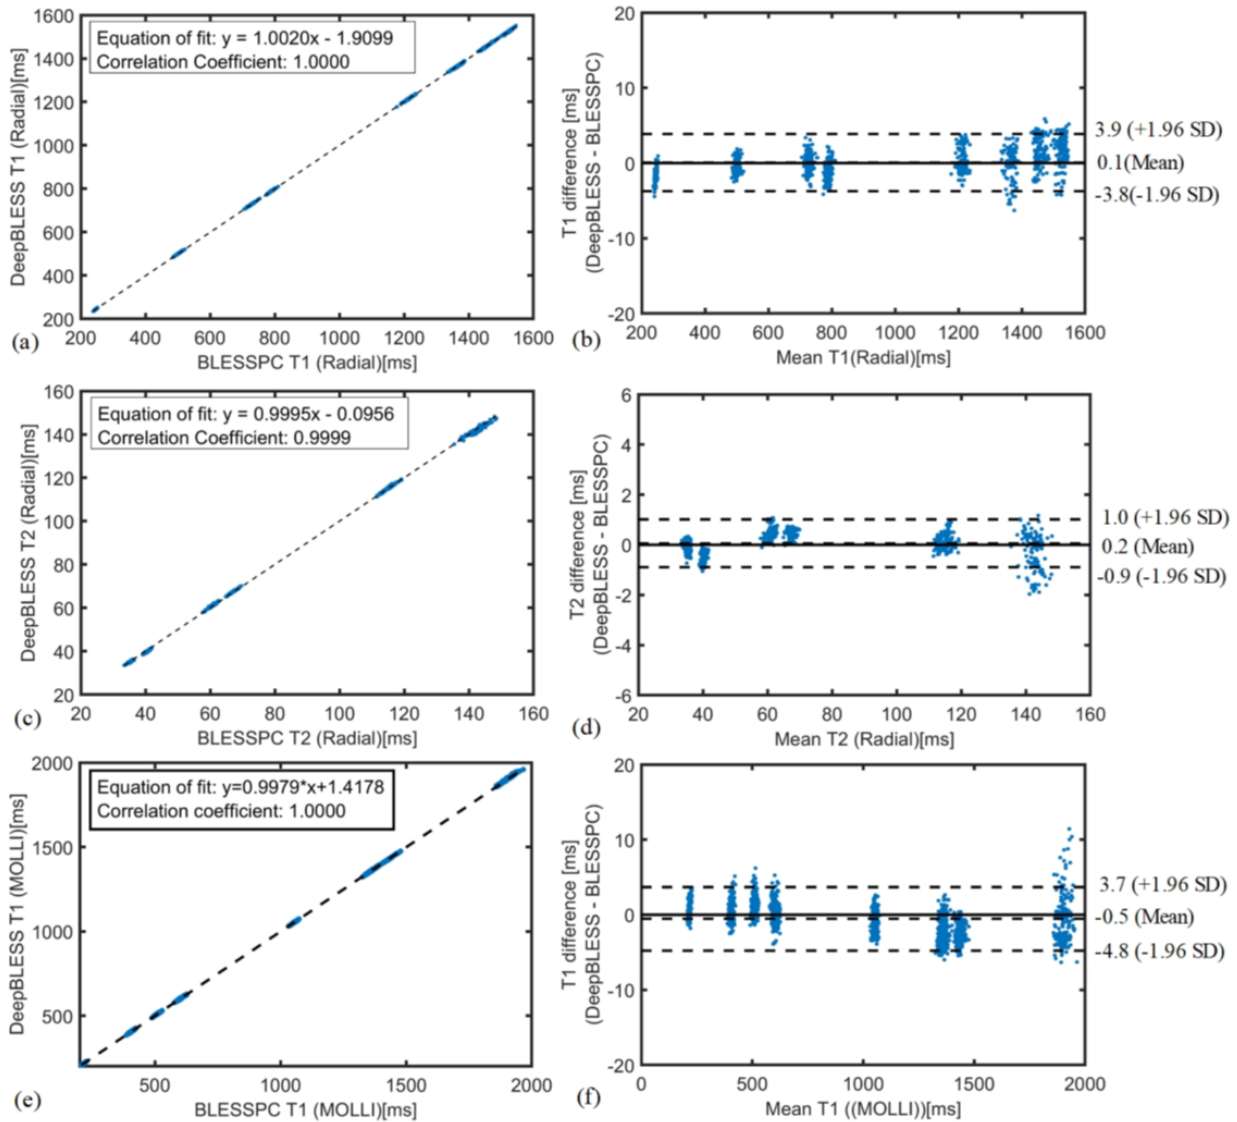 1600
1400
1200
1000
800
600
400
200
DeepBLESS T1 (Radial)[ms]
Equation of fit: y = 1.0020x - 1.9099
Correlation Coefficient: 1.0000
200 400 600 800 1000 1200 1400 1600
BLESSPC T1 (Radial)[ms]
(a)
20
10
0
-10
-20
T1 difference [ms]
(DeepBLESS - BLESSPC)
3.9 (+1.96 SD)
0.1(Mean)
-3.8(-1.96 SD)
200 400 600 800 1000 1200 1400 1600
Mean T1(Radial)[ms]
(b)
160
140
120
100
80
60
40
20
DeepBLESS T2 (Radial)[ms]
Equation of fit: y = 0.9995x - 0.0956
Correlation Coefficient: 0.9999
20 40 60 80 100 120 140 160
BLESSPC T2 (Radial)[ms]
(c)
6
4
2
0
-2
-4
-6
T2 difference [ms]
(DeepBLESS - BLESSPC)
1.0 (+1.96 SD)
0.2 (Mean)
-0.9 (-1.96 SD)
20 40 60 80 100 120 140 160
Mean T2 (Radial)[ms]
(d)
2000
1500
1000
500
DeepBLESS T1 (MOLLI)[ms]
Equation of fit: y=0.9979*x+1.4178
Correlation coefficient: 1.0000
500 1000 1500 2000
BLESSPC T1 (MOLLI)[ms]
(e)
20
10
0
-10
-20
T1 difference [ms]
(DeepBLESS - BLESSPC)
3.7 (+1.96 SD)
-0.5 (Mean)
-4.8 (-1.96 SD)
0 500 1000 1500 2000
Mean T1 ((MOLLI))[ms]
(f)